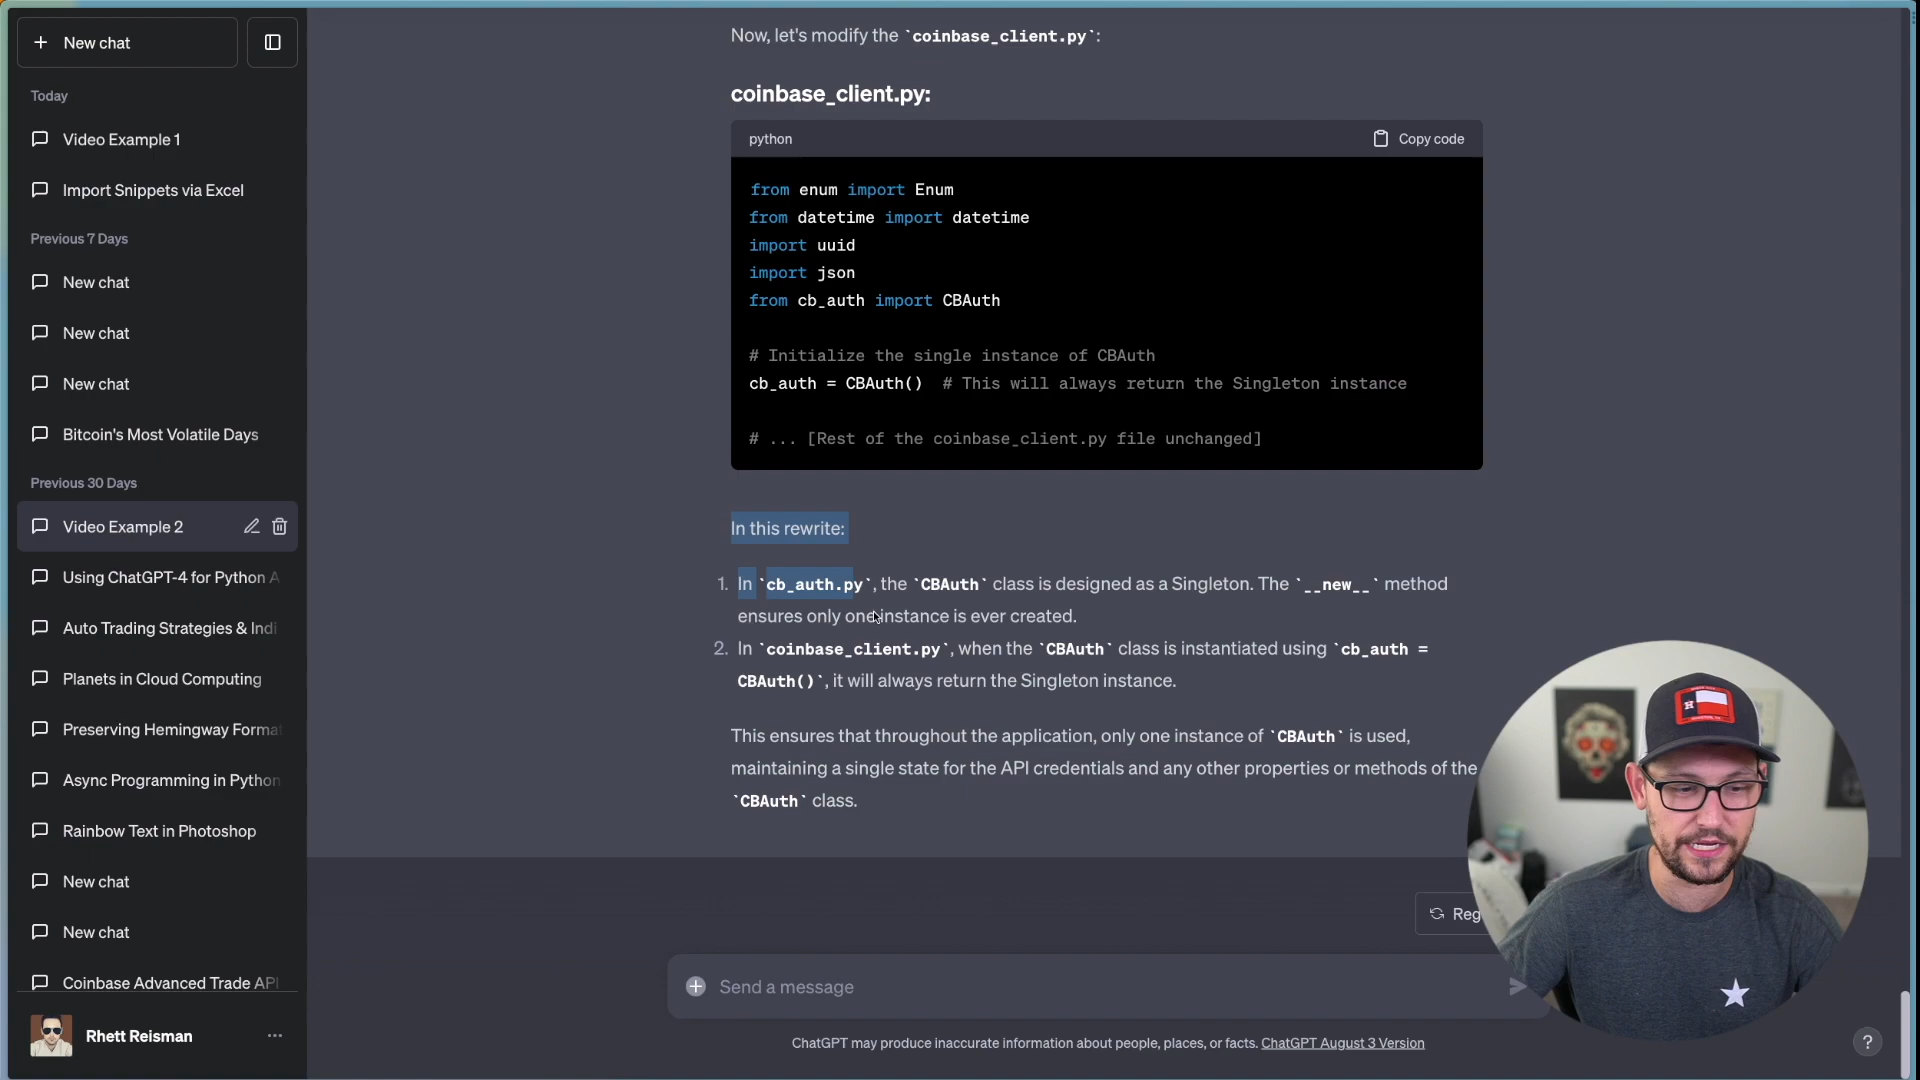 New chat
Today
Video Example 1
Import Snippets via Excel
Previous 7 Days
New chat
New chat
New chat
Bitcoin's Most Volatile Days
Previous 30 Days
Video Example 2
Using ChatGPT-4 for Python A
Auto Trading Strategies & Indi
Planets in Cloud Computing
Preserving Hemingway Format
Async Programming in Python
Rainbow Text in Photoshop
New chat
New chat
Coinbase Advanced Trade API
Rhett Reisman
Now, let's modify the `coinbase_client.py`:
coinbase_client.py:
python
Copy code
from enum import Enum
from datetime import datetime
import uuid
import json
from cb_auth import CBAuth
# Initialize the single instance of CBAuth
cb_auth = CBAuth()  # This will always return the Singleton instance
# ... [Rest of the coinbase_client.py file unchanged]
In this rewrite:
1. In `cb_auth.py`, the `CBAuth` class is designed as a Singleton. The `__new__` method
ensures only one instance is ever created.
2. In `coinbase_client.py`, when the `CBAuth` class is instantiated using `cb_auth =
CBAuth()`, it will always return the Singleton instance.
This ensures that throughout the application, only one instance of `CBAuth` is used,
maintaining a single state for the API credentials and any other properties or methods of the
`CBAuth` class.
Reg
Send a message
ChatGPT may produce inaccurate information about people, places, or facts. ChatGPT August 3 Version
?